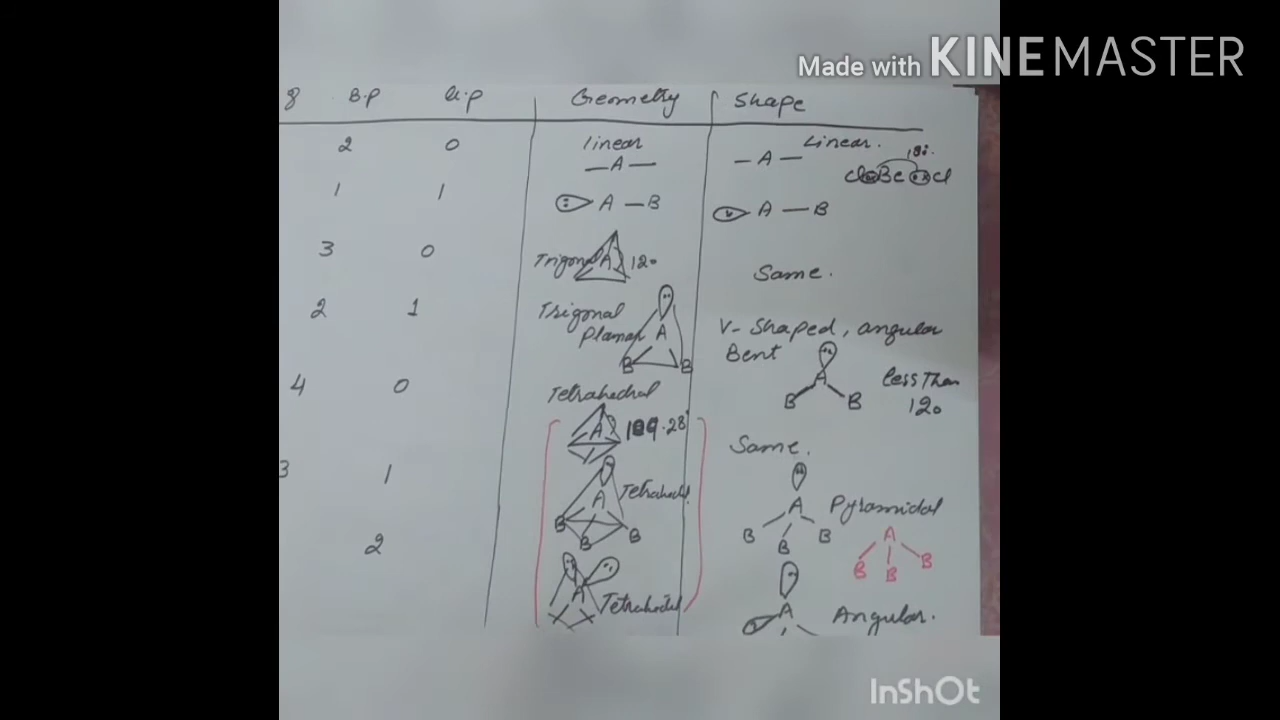 Made with KINEMASTER
B.P L.P Geometry Shape
2 0 linear Linear.
—A— —A— 180
Cl Be Cl
1 1 A — B A — B
3 0 Trigonal A 120 Same.
2 1 Trigonal Planar A B B V-Shaped, angular
Bent A B B less Than 120
4 0 Tetrahedral
A 109.28' Same.
3 1 A B B B A B B B Pyramidal
A B B B
2 A A Angular.
InShOt